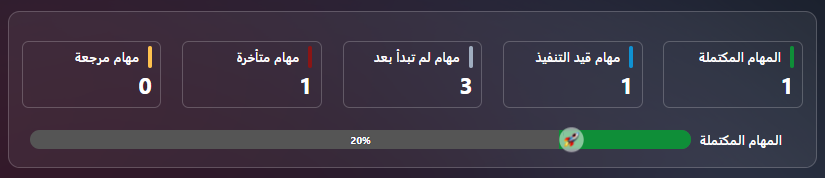 المهام المكتملة
1
مهام قيد التنفيذ
1
مهام لم تبدأ بعد
3
مهام متأخرة
1
مهام مرجعة
0
المهام المكتملة
20%